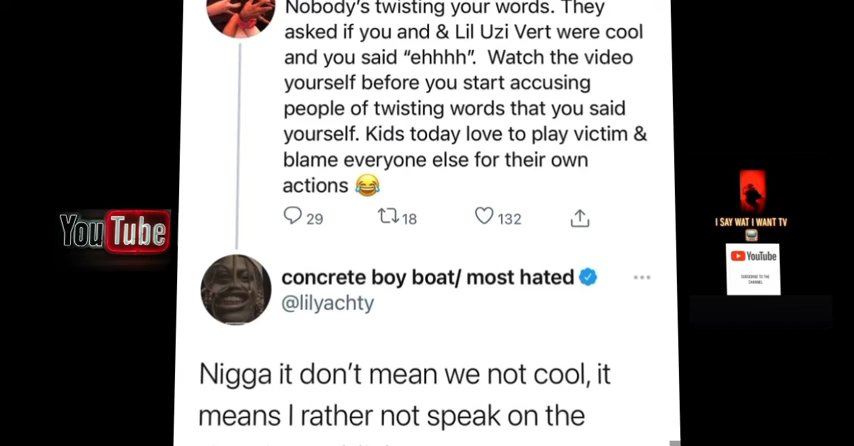 Nobody's twisting your words. They
asked if you and & Lil Uzi Vert were cool
and you said “ehhhh”. Watch the video
yourself before you start accusing
people of twisting words that you said
yourself. Kids today love to play victim &
blame everyone else for their own
actions 😂
29 18 132
concrete boy boat/ most hated
@lilyachty
Nigga it don't mean we not cool, it
means I rather not speak on the
YouTube
I SAY WAT I WANT TV
YouTube
SUBSCRIBE TO THE
CHANNEL